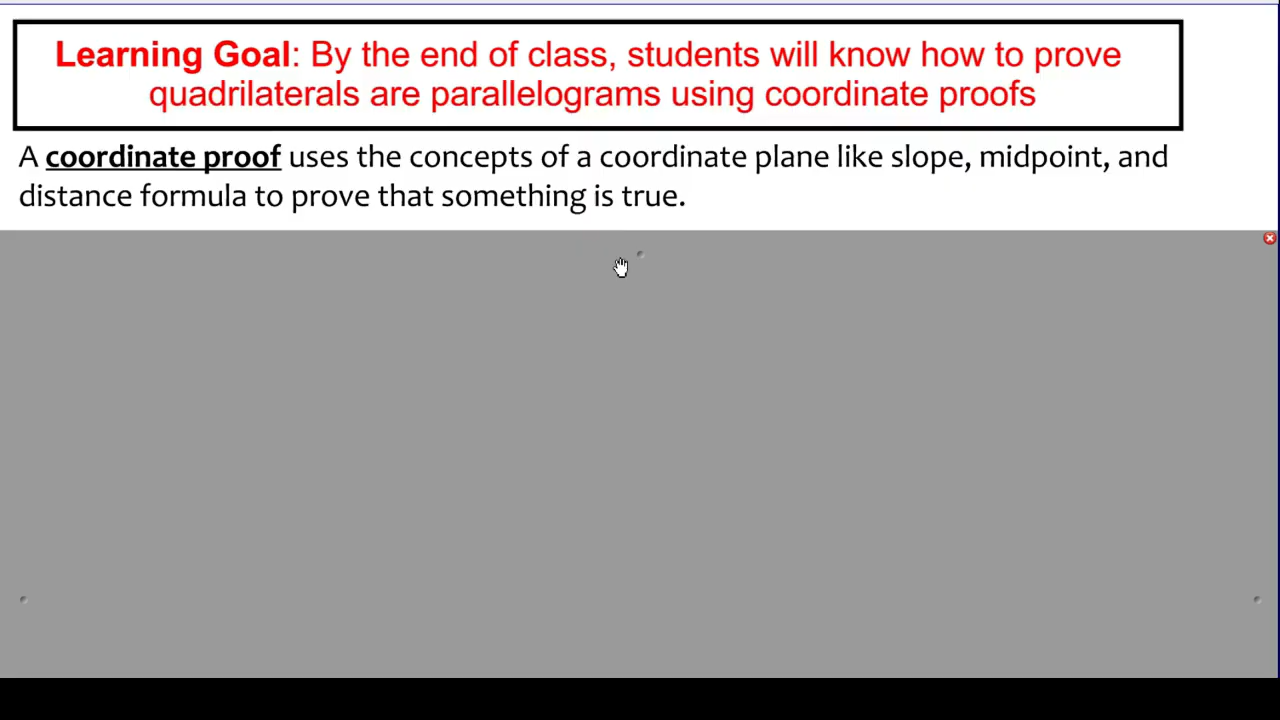 Learning Goal: By the end of class, students will know how to prove
quadrilaterals are parallelograms using coordinate proofs
A coordinate proof uses the concepts of a coordinate plane like slope, midpoint, and
distance formula to prove that something is true.